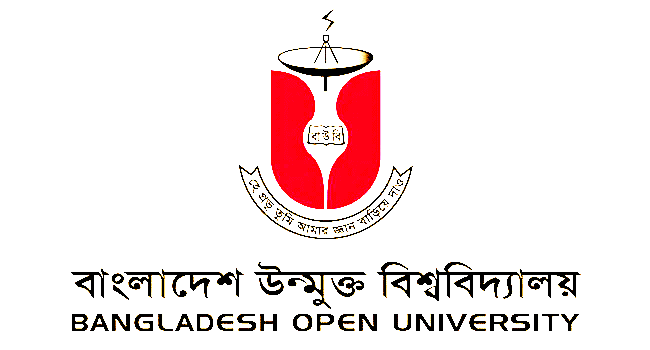 বাউবি
হে প্রভু তুমি আমার জ্ঞান বাড়িয়ে দাও
বাংলাদেশ উন্মুক্ত বিশ্ববিদ্যালয়
BANGLADESH OPEN UNIVERSITY